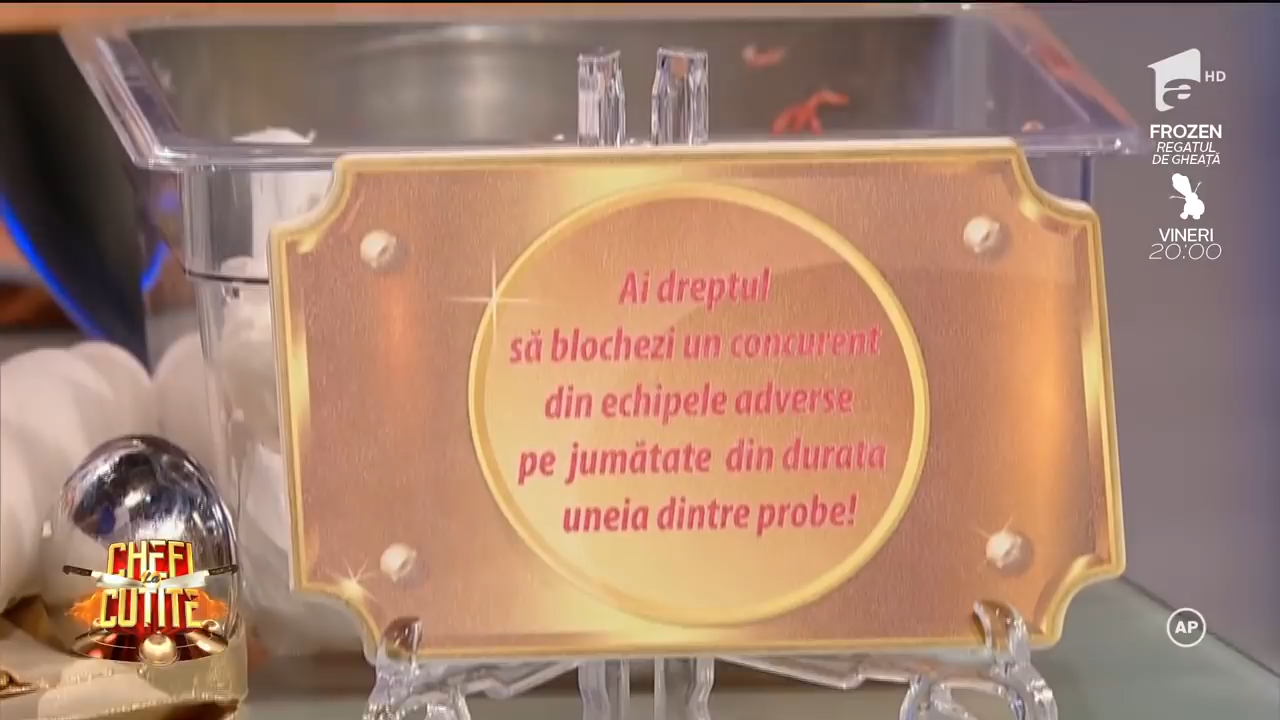 HD
FROZEN
REGATUL
DE GHEAȚĂ
VINERI
20:00
Ai dreptul
să blochezi un concurent
din echipele adverse
pe jumătate din durata
uneia dintre probe!
CHEFI
La
CUȚITE
AP